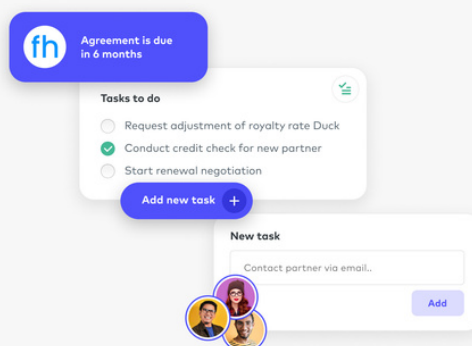 fh
Agreement is due
in 6 months
Tasks to do
Request adjustment of royalty rate Duck
Conduct credit check for new partner
Start renewal negotiation
Add new task +
New task
Contact partner via email..
Add